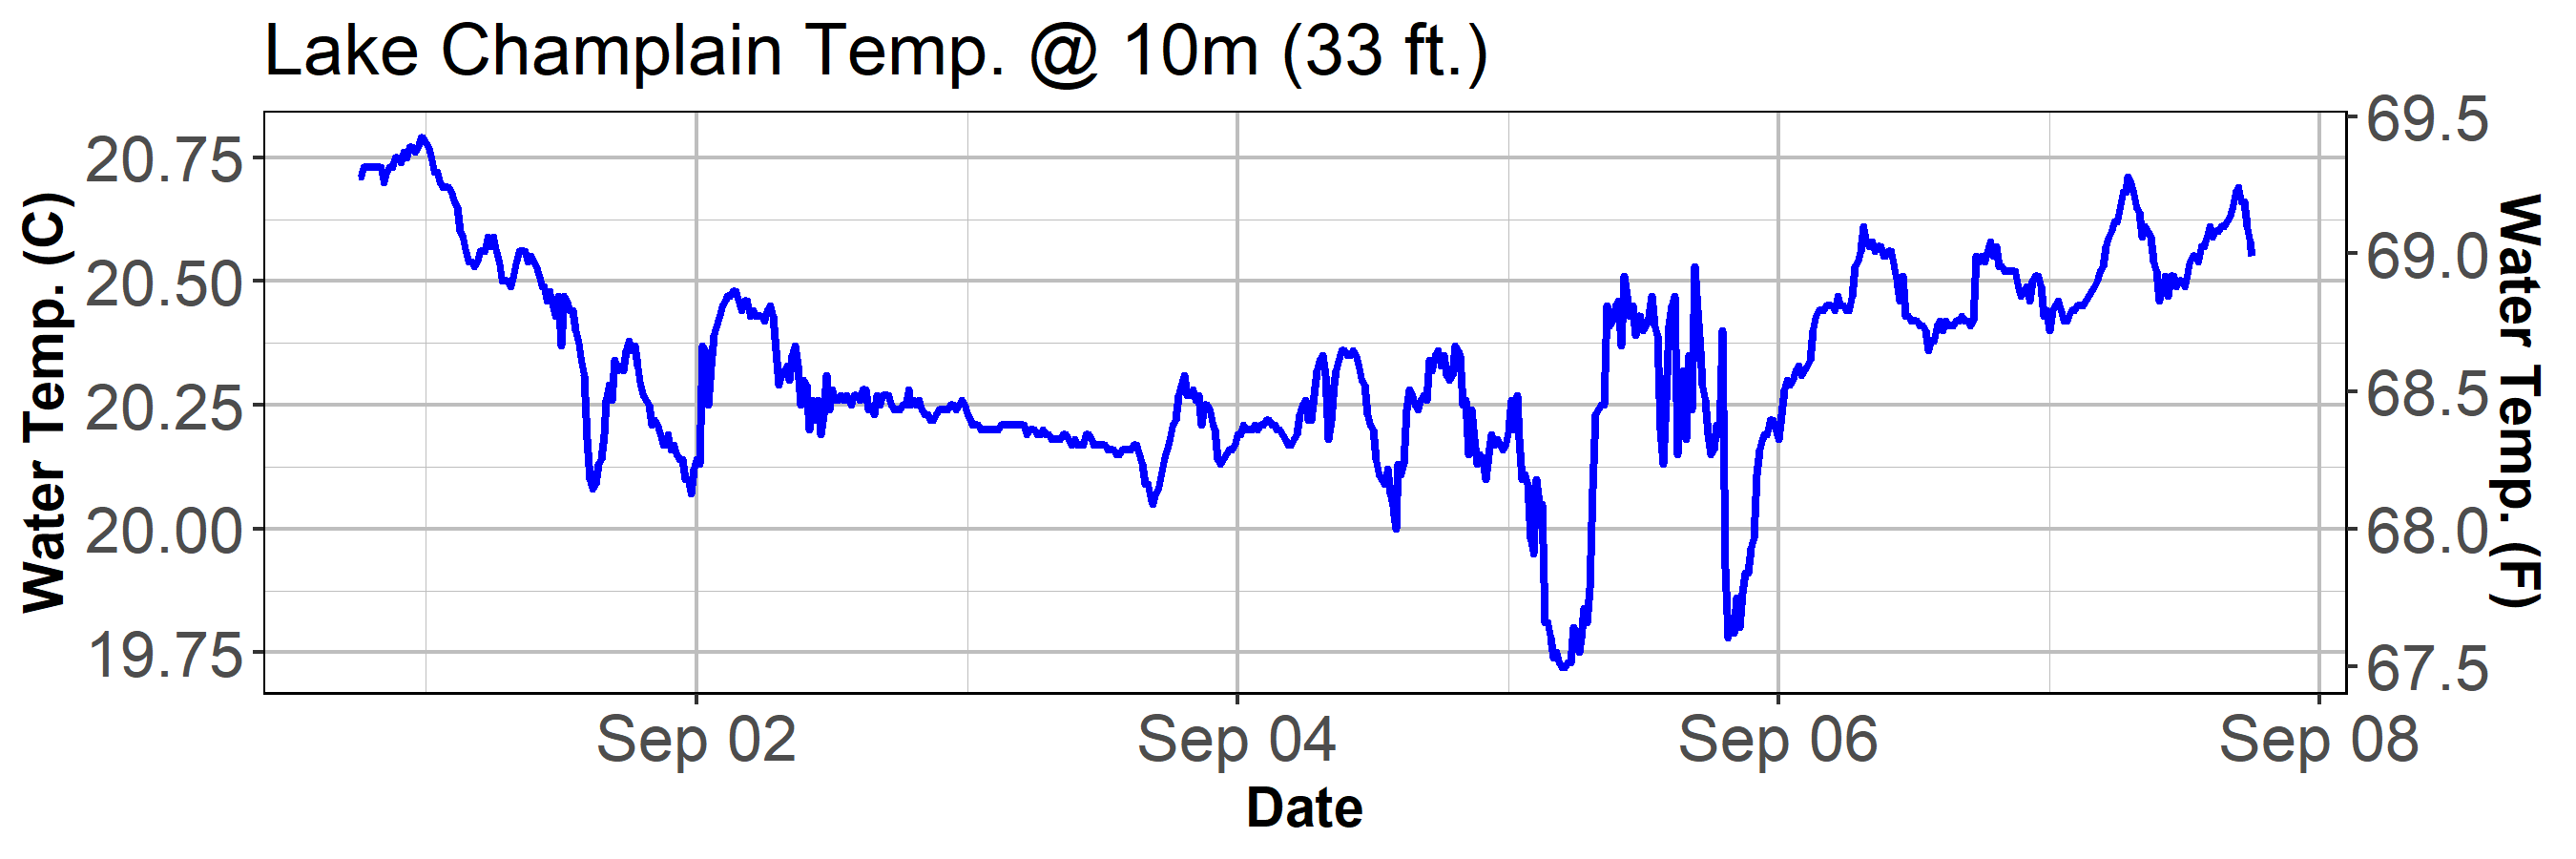 Lake Champlain Temp. @ 10m (33 ft.)
Water Temp. (C)
20.75
20.50
20.25
20.00
19.75
69.5
69.0
68.5
68.0
67.5
Water Temp. (F)
Sep 02 Sep 04 Sep 06 Sep 08
Date